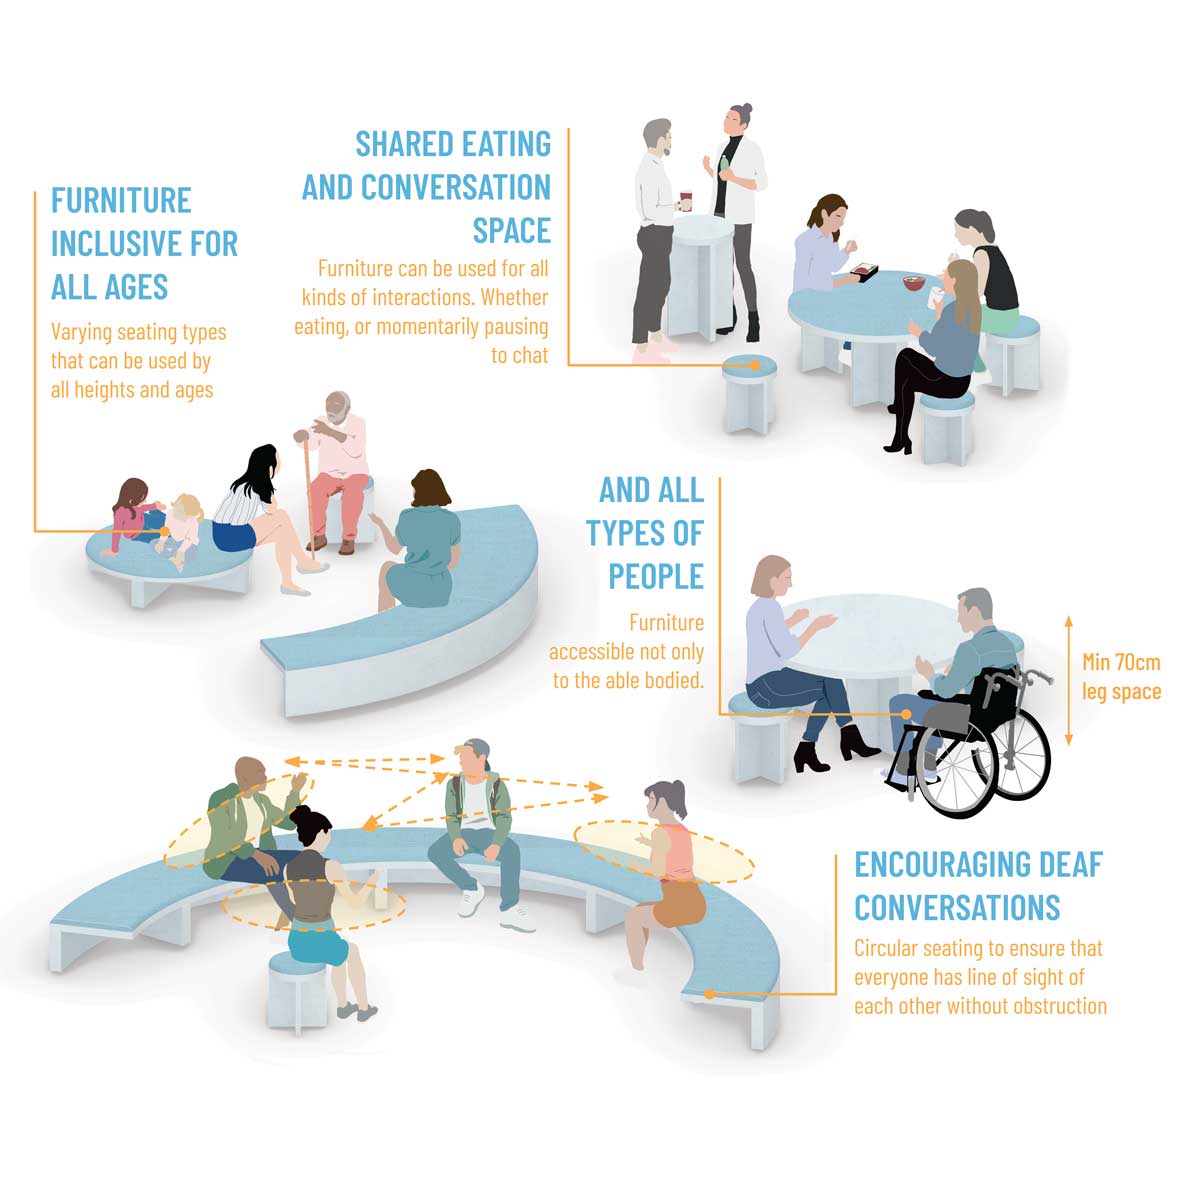 SHARED EATING
AND CONVERSATION
SPACE
Furniture can be used for all
kinds of interactions. Whether
eating, or momentarily pausing
to chat
FURNITURE
INCLUSIVE FOR
ALL AGES
Varying seating types
that can be used by
all heights and ages
AND ALL
TYPES OF
PEOPLE
Furniture
accessible not only
to the able bodied.
Min 70cm
leg space
ENCOURAGING DEAF
CONVERSATIONS
Circular seating to ensure that
everyone has line of sight of
each other without obstruction